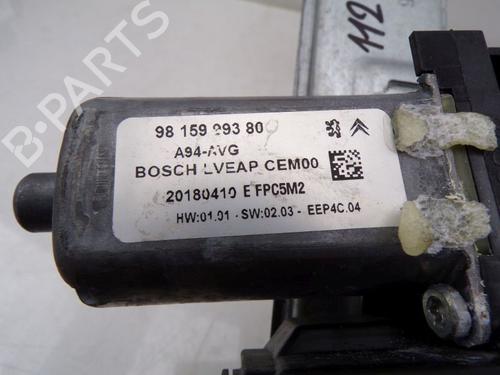 112
98 159 993 80
A94-AVG
BOSCH LVEAP CEM00
20180410 E FPC5M2
HW:01.01 - SW:02.03 - EEP4C.04